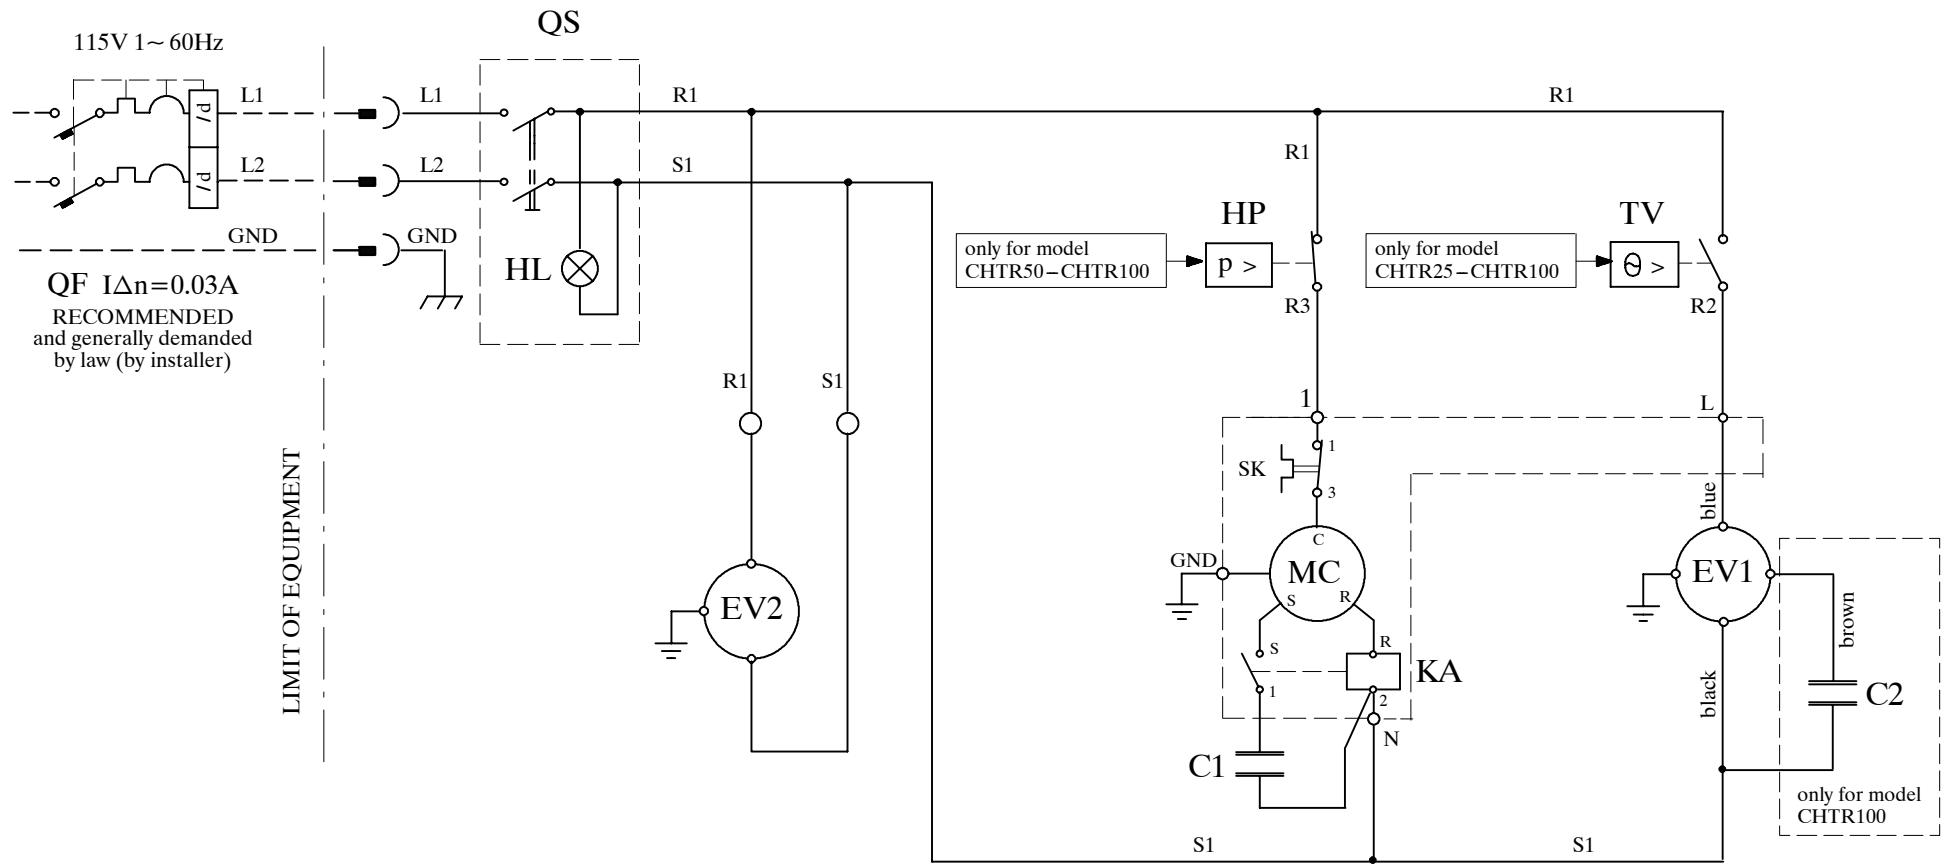 QS
115V 1~ 60Hz
L1
L1
R1
R1
L2
L2
S1
R1
GND
GND
HP
TV
only for model
CHTR50-CHTR100
p >
only for model
CHTR25-CHTR100
Θ >
HL
QF IΔn=0.03A
RECOMMENDED
and generally demanded
by law (by installer)
R3
R2
R1
S1
1
L
LIMIT OF EQUIPMENT
SK
1
3
blue
C
GND
MC
S
R
EV1
EV2
brown
S
R
KA
1
2
black
C2
N
C1
only for model
CHTR100
S1
S1